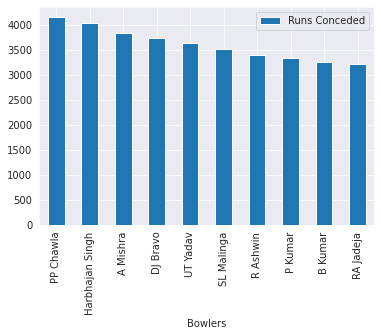 Runs Conceded
4000
3500
3000
2500
2000
1500
1000
500
0
PP Chawla
Harbhajan Singh
A Mishra
DJ Bravo
UT Yadav
SL Malinga
R Ashwin
P Kumar
B Kumar
RA Jadeja
Bowlers